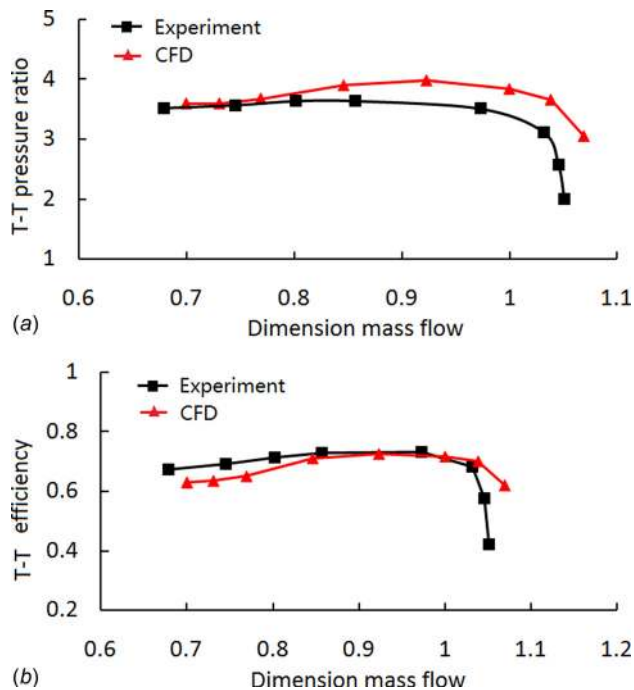 5
4
3
2
1
T-T pressure ratio
Experiment
CFD
0.6 0.7 0.8 0.9 1 1.1
(a) Dimension mass flow
1
0.8
0.6
0.4
0.2
T-T efficiency
Experiment
CFD
0.6 0.7 0.8 0.9 1 1.1 1.2
(b) Dimension mass flow